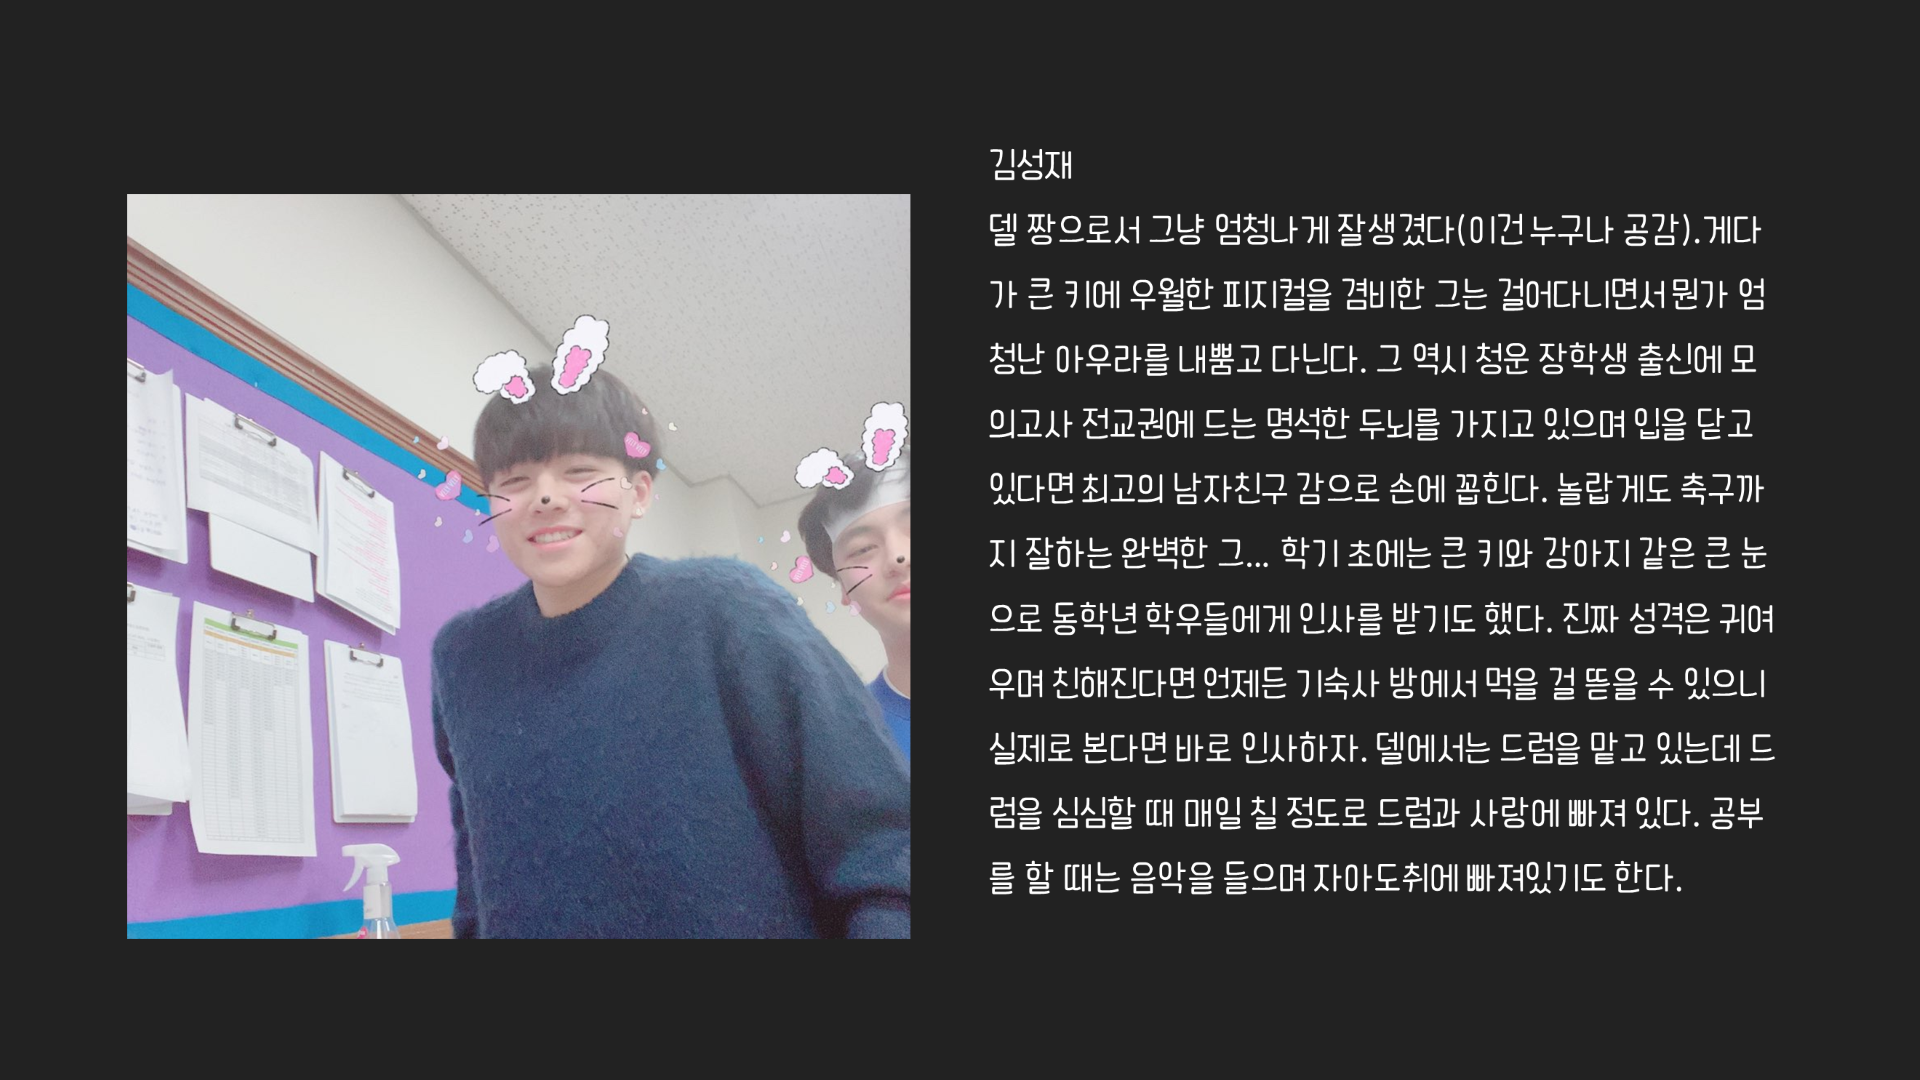 김성재
델 짱으로서 그냥 엄청나게 잘생겼다(이건 누구나 공감). 게다
가 큰 키에 우월한 피지컬을 겸비한 그는 걸어다니면서 뭔가 엄
청난 아우라를 내뿜고 다닌다. 그 역시 청운 장학생 출신에 모
의고사 전교권에 드는 명석한 두뇌를 가지고 있으며 입을 닫고
있다면 최고의 남자친구 감으로 손에 꼽힌다. 놀랍게도 축구까
지 잘하는 완벽한 그... 학기 초에는 큰 키와 강아지 같은 큰 눈
으로 동학년 학우들에게 인사를 받기도 했다. 진짜 성격은 귀여
우며 친해진다면 언제든 기숙사 방에서 먹을 걸 뜯을 수 있으니
실제로 본다면 바로 인사하자. 델에서는 드럼을 맡고 있는데 드
럼을 심심할 때 매일 칠 정도로 드럼과 사랑에 빠져 있다. 공부
를 할 때는 음악을 들으며 자아도취에 빠져있기도 한다.